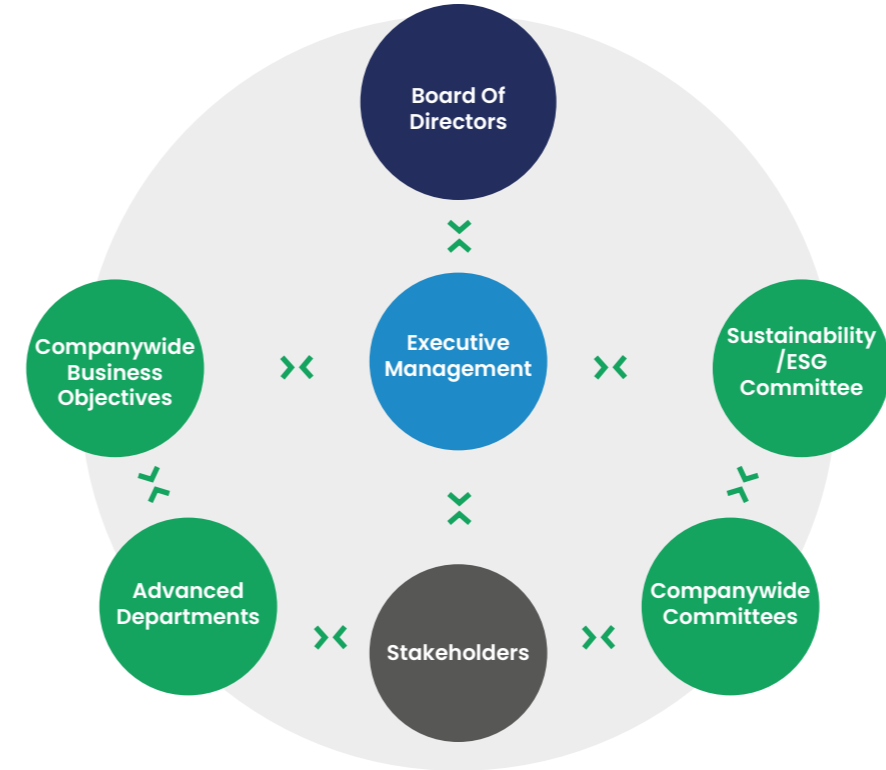 Board Of
Directors
Companywide
Business
Objectives
Executive
Management
Sustainability
/ESG
Committee
Advanced
Departments
Stakeholders
Companywide
Committees